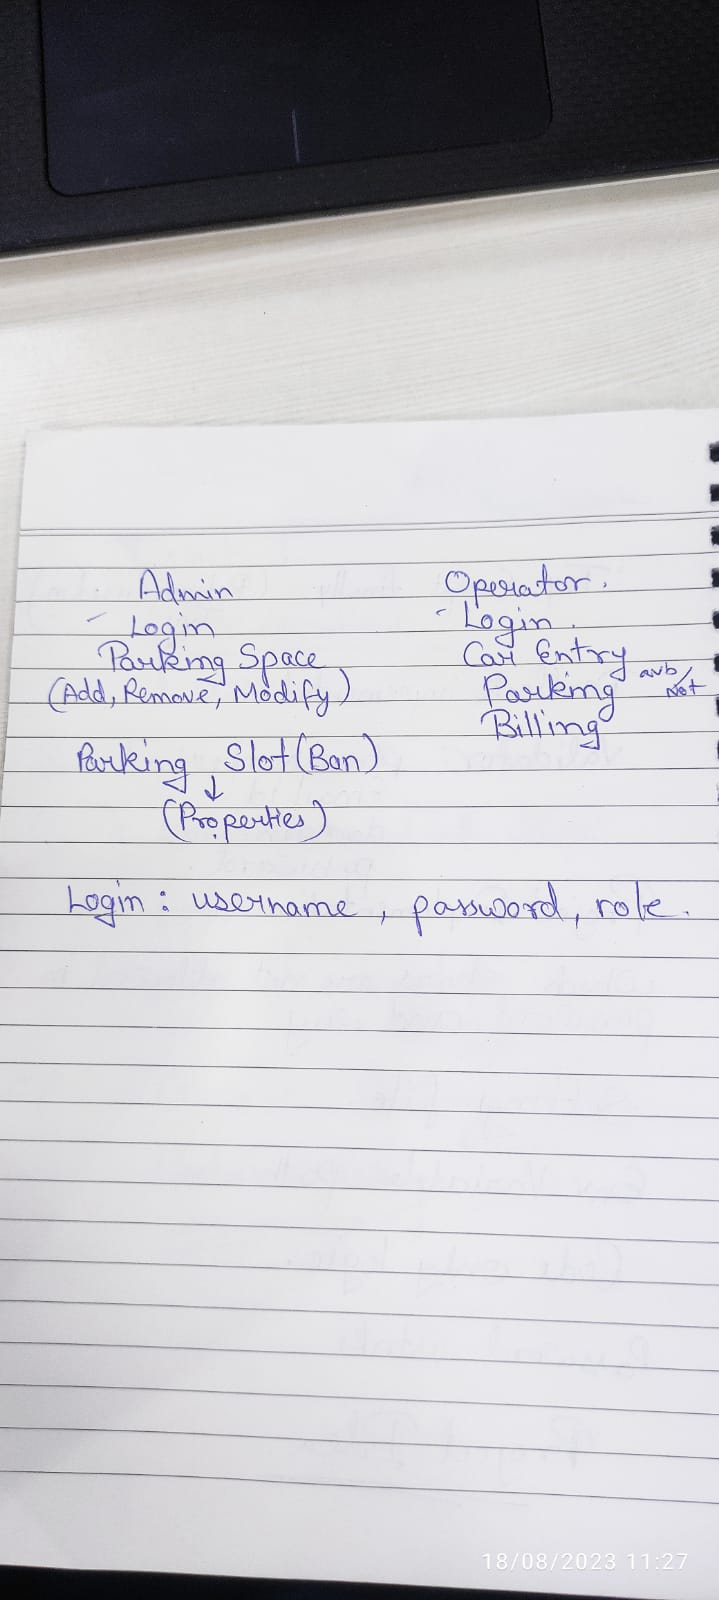 Admin
- Login
Parking Space
(Add, Remove, Modify)
Parking Slot (Ban)
↓
(Properties)
Operator.
- Login.
Car Entry
Parking avb/Not
Billing
Login : username, password, role.
18/08/2023 11:27